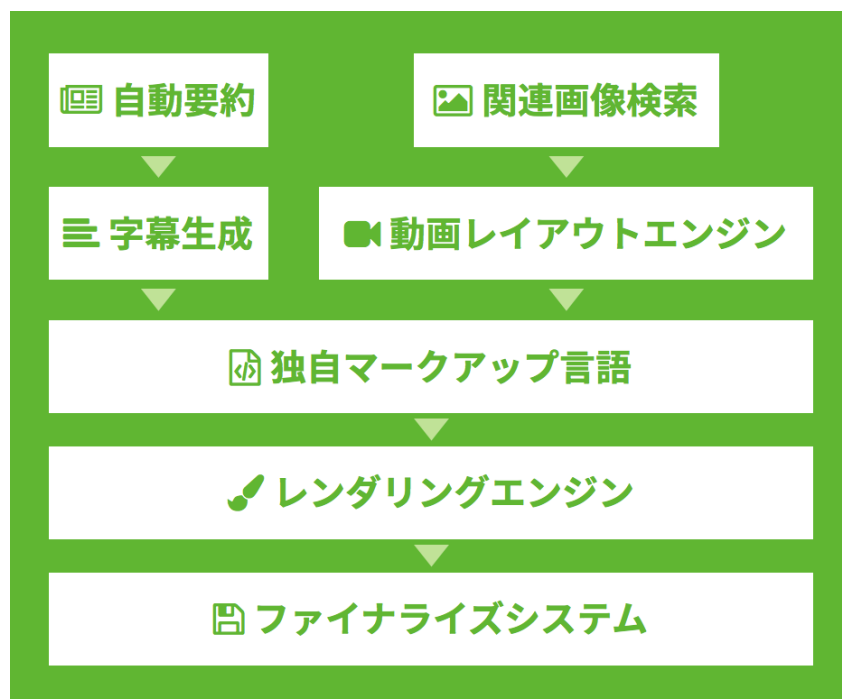 自動要約
関連画像検索
字幕生成
動画レイアウトエンジン
独自マークアップ言語
レンダリングエンジン
ファイナライズシステム